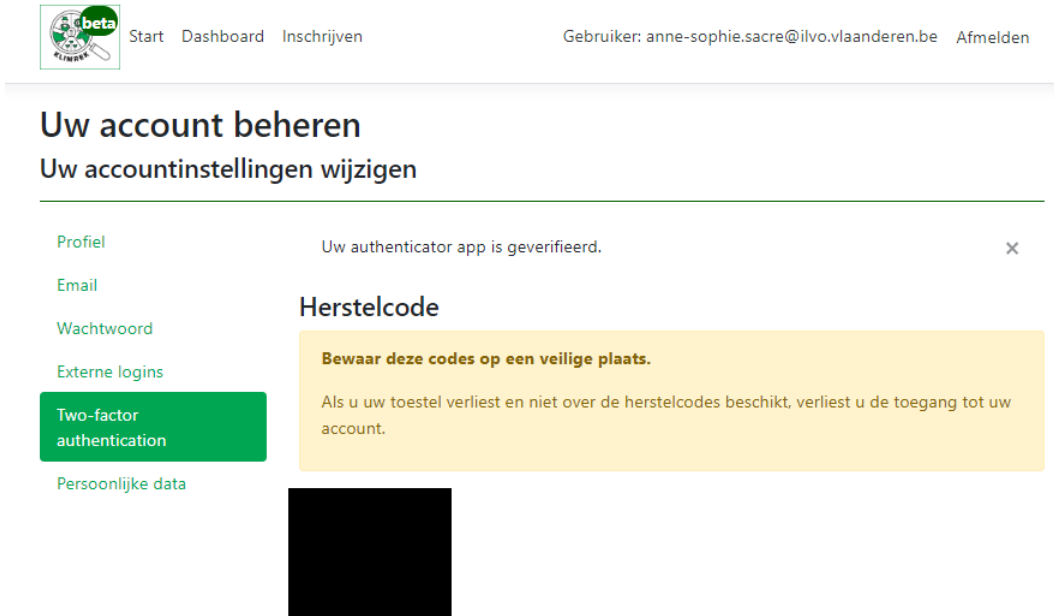 beta
KLIMREK
Start Dashboard Inschrijven Gebruiker: anne-sophie.sacre@ilvo.vlaanderen.be Afmelden
Uw account beheren
Uw accountinstellingen wijzigen
Profiel
Email
Wachtwoord
Externe logins
Two-factor
authentication
Persoonlijke data
Uw authenticator app is geverifieerd. ×
Herstelcode
Bewaar deze codes op een veilige plaats.
Als u uw toestel verliest en niet over de herstelcodes beschikt, verliest u de toegang tot uw
account.